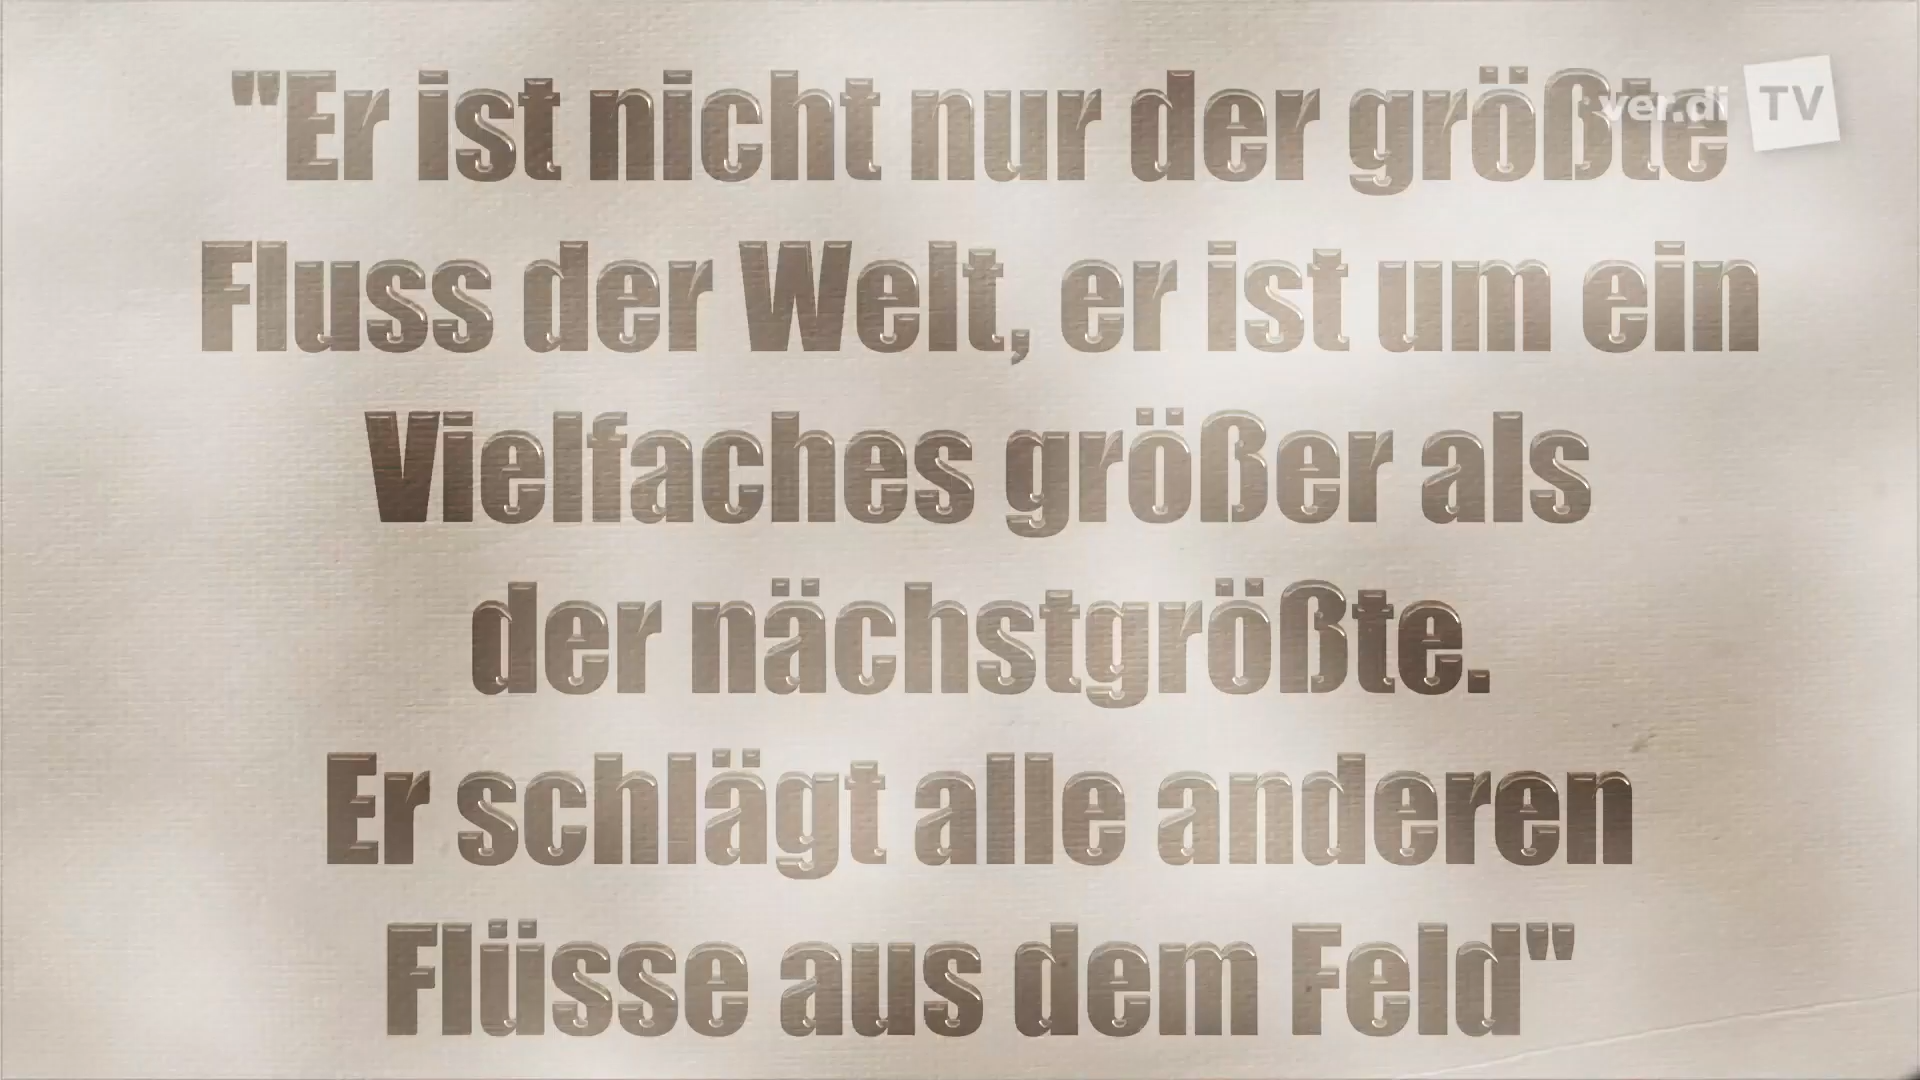 "Er ist nicht nur der größte
ver.di TV
Fluss der Welt, er ist um ein
Vielfaches größer als
der nächstgrößte.
Er schlägt alle anderen
Flüsse aus dem Feld"